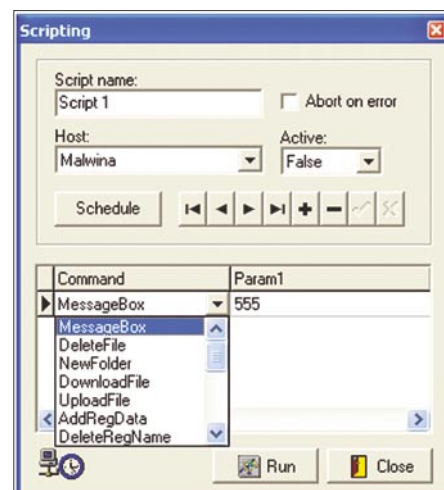 Scripting
Script name:
Script 1
Abort on error
Host:
Active:
Malwina
False
Schedule
Command
Param1
MessageBox
555
MessageBox
DeleteFile
NewFolder
DownloadFile
UploadFile
AddRegData
DeleteRegName
Run
Close